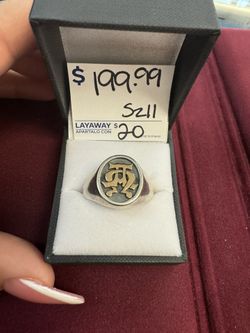 $199.99
Sz11
LAYAWAY $20
APARTALO CON